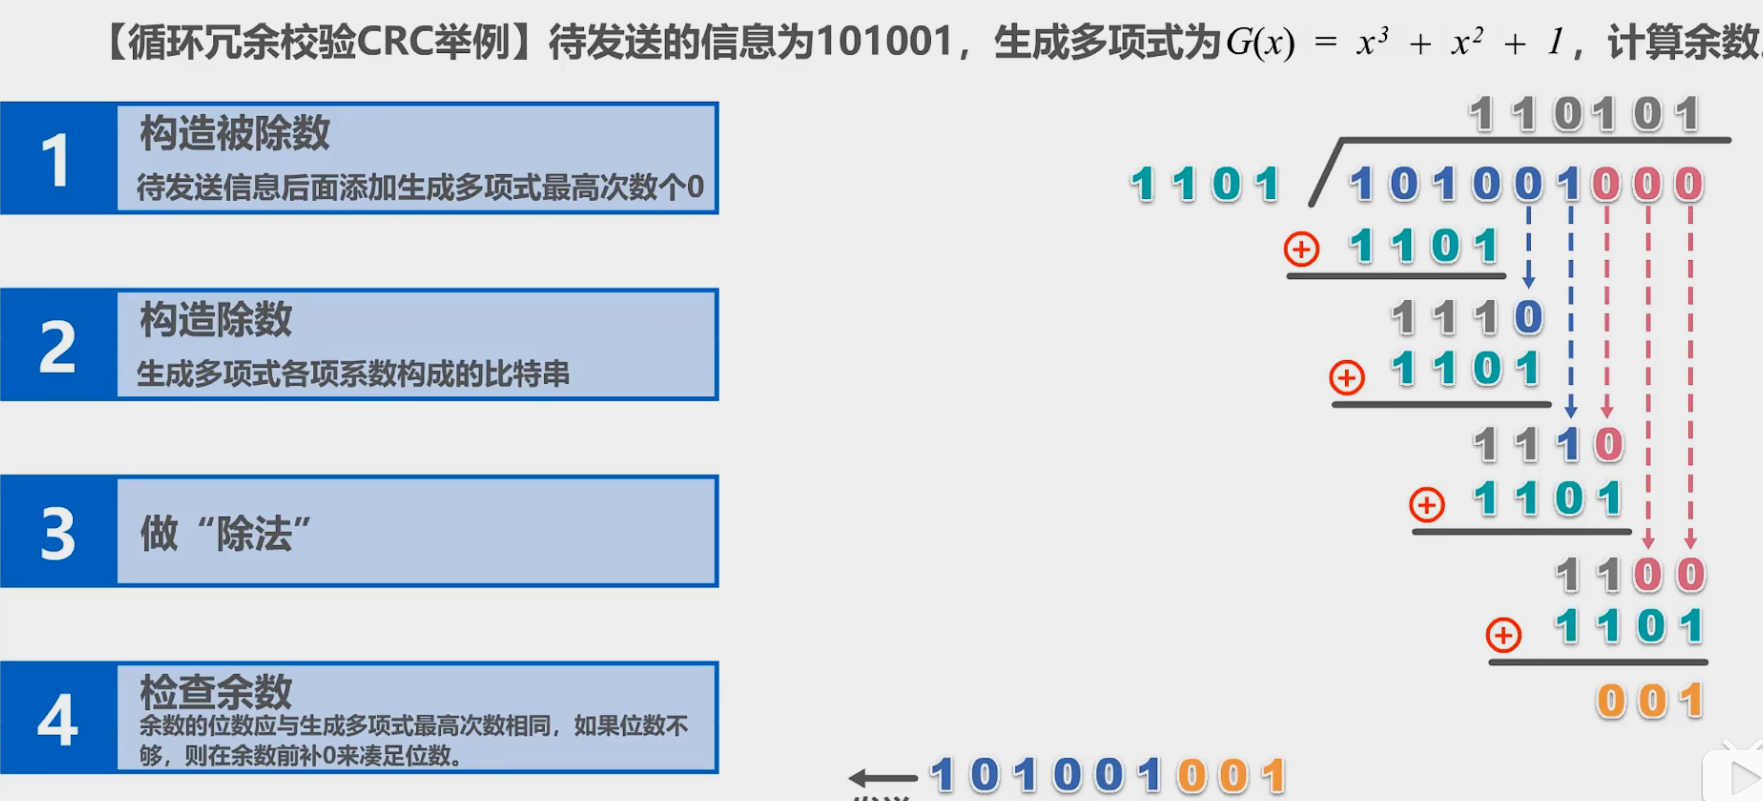 【循环冗余校验CRC举例】待发送的信息为101001，生成多项式为G(x) = x³ + x² + 1，计算余数
1
构造被除数
待发送信息后面添加生成多项式最高次数个0
2
构造除数
生成多项式各项系数构成的比特串
3
做“除法”
4
检查余数
余数的位数应与生成多项式最高次数相同，如果位数不
够，则在余数前补0来凑足位数。
110101
1101 101001000
⊕ 1101
1110
⊕ 1101
1110
⊕ 1101
1100
⊕ 1101
001
101001001